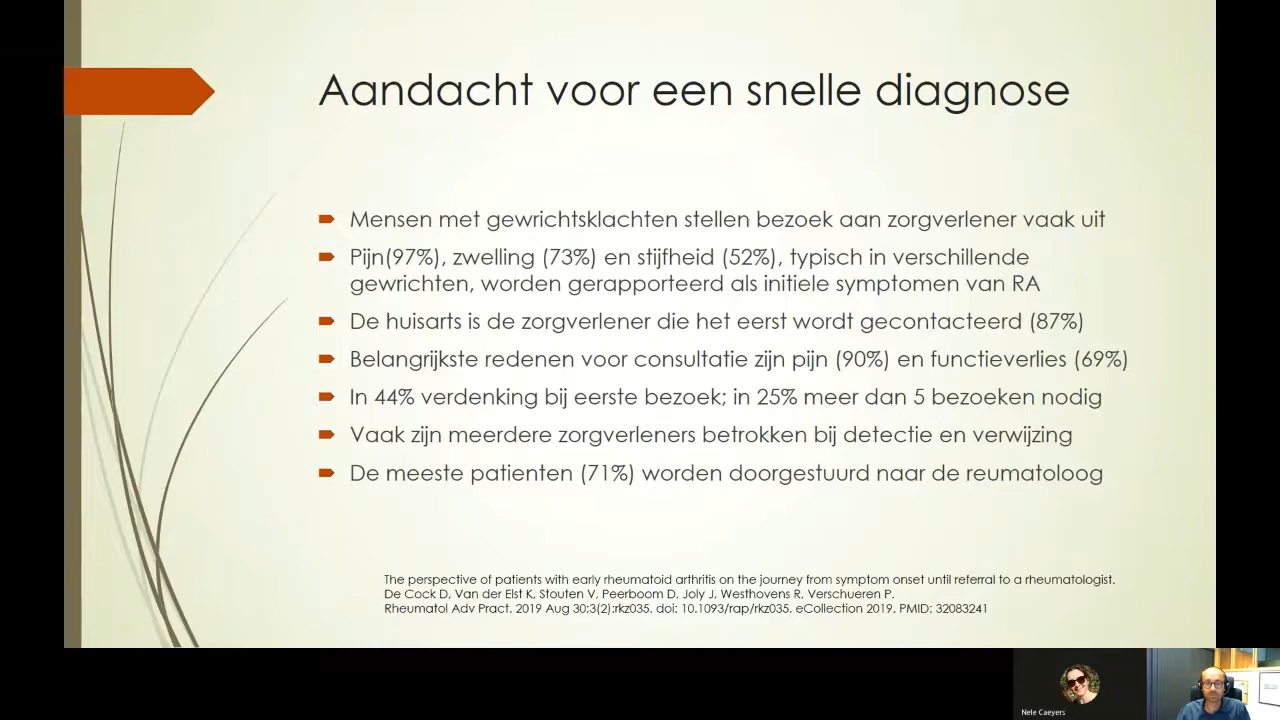 Aandacht voor een snelle diagnose
Mensen met gewrichtsklachten stellen bezoek aan zorgverlener vaak uit
Pijn(97%), zwelling (73%) en stijfheid (52%), typisch in verschillende
gewrichten, worden gerapporteerd als initiele symptomen van RA
De huisarts is de zorgverlener die het eerst wordt gecontacteerd (87%)
Belangrijkste redenen voor consultatie zijn pijn (90%) en functieverlies (69%)
In 44% verdenking bij eerste bezoek; in 25% meer dan 5 bezoeken nodig
Vaak zijn meerdere zorgverleners betrokken bij detectie en verwijzing
De meeste patienten (71%) worden doorgestuurd naar de reumatoloog
The perspective of patients with early rheumatoid arthritis on the journey from symptom onset until referral to a rheumatologist.
De Cock D, Van der Elst K, Stouten V, Peerboom D, Joly J, Westhovens R, Verschueren P.
Rheumatol Adv Pract. 2019 Aug 30;3(2):rkz035. doi: 10.1093/rap/rkz035. eCollection 2019. PMID: 32083241
Nele Caeyers